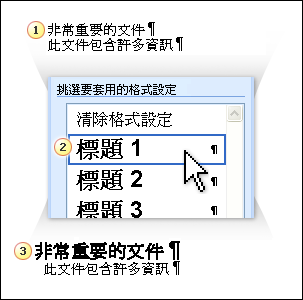 1 非常重要的文件¶
此文件包含許多資訊¶
挑選要套用的格式設定
清除格式設定
2 標題 1 ¶
標題 2 ¶
標題 3 ¶
3 非常重要的文件¶
此文件包含許多資訊¶